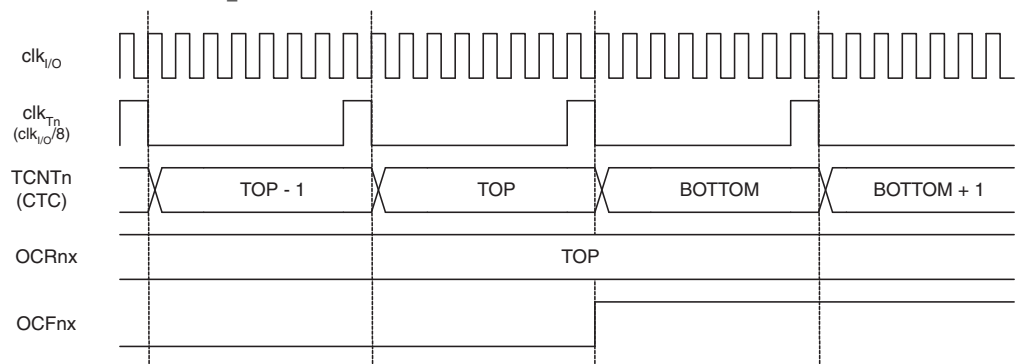 clkI/O
clkTn
(clkI/O/8)
TCNTn
(CTC)
TOP - 1
TOP
BOTTOM
BOTTOM + 1
OCRnx
TOP
OCFnx